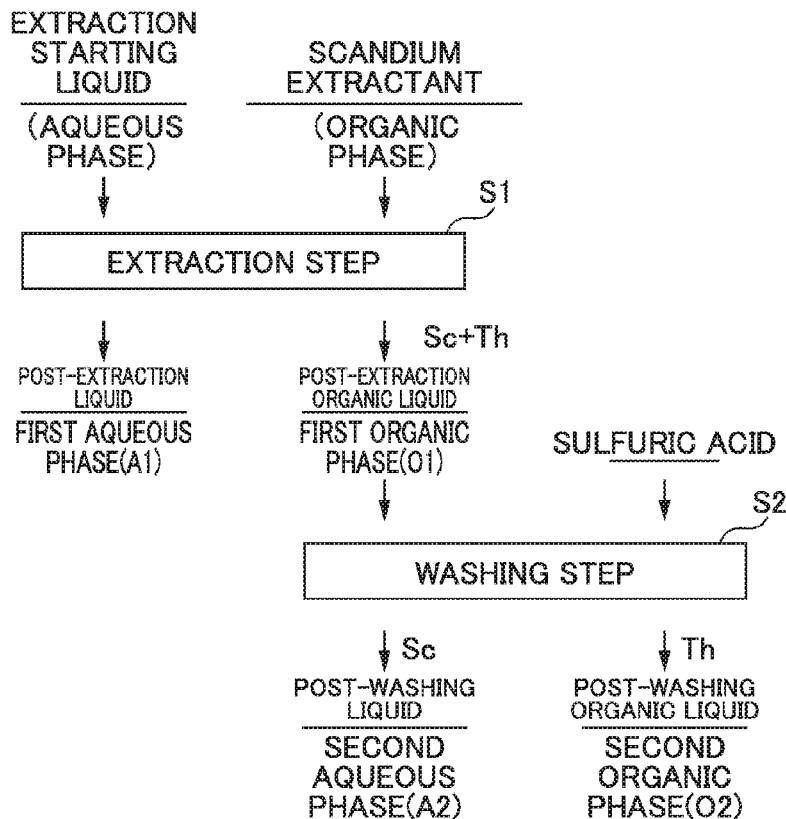 EXTRACTION
STARTING
LIQUID
(AQUEOUS
PHASE)
SCANDIUM
EXTRACTANT
(ORGANIC
PHASE)
S1
EXTRACTION STEP
Sc+Th
POST-EXTRACTION
LIQUID
FIRST AQUEOUS
PHASE(A1)
POST-EXTRACTION
ORGANIC LIQUID
FIRST ORGANIC
PHASE(O1)
SULFURIC ACID
S2
WASHING STEP
Sc
Th
POST-WASHING
LIQUID
SECOND
AQUEOUS
PHASE(A2)
POST-WASHING
ORGANIC LIQUID
SECOND
ORGANIC
PHASE(O2)